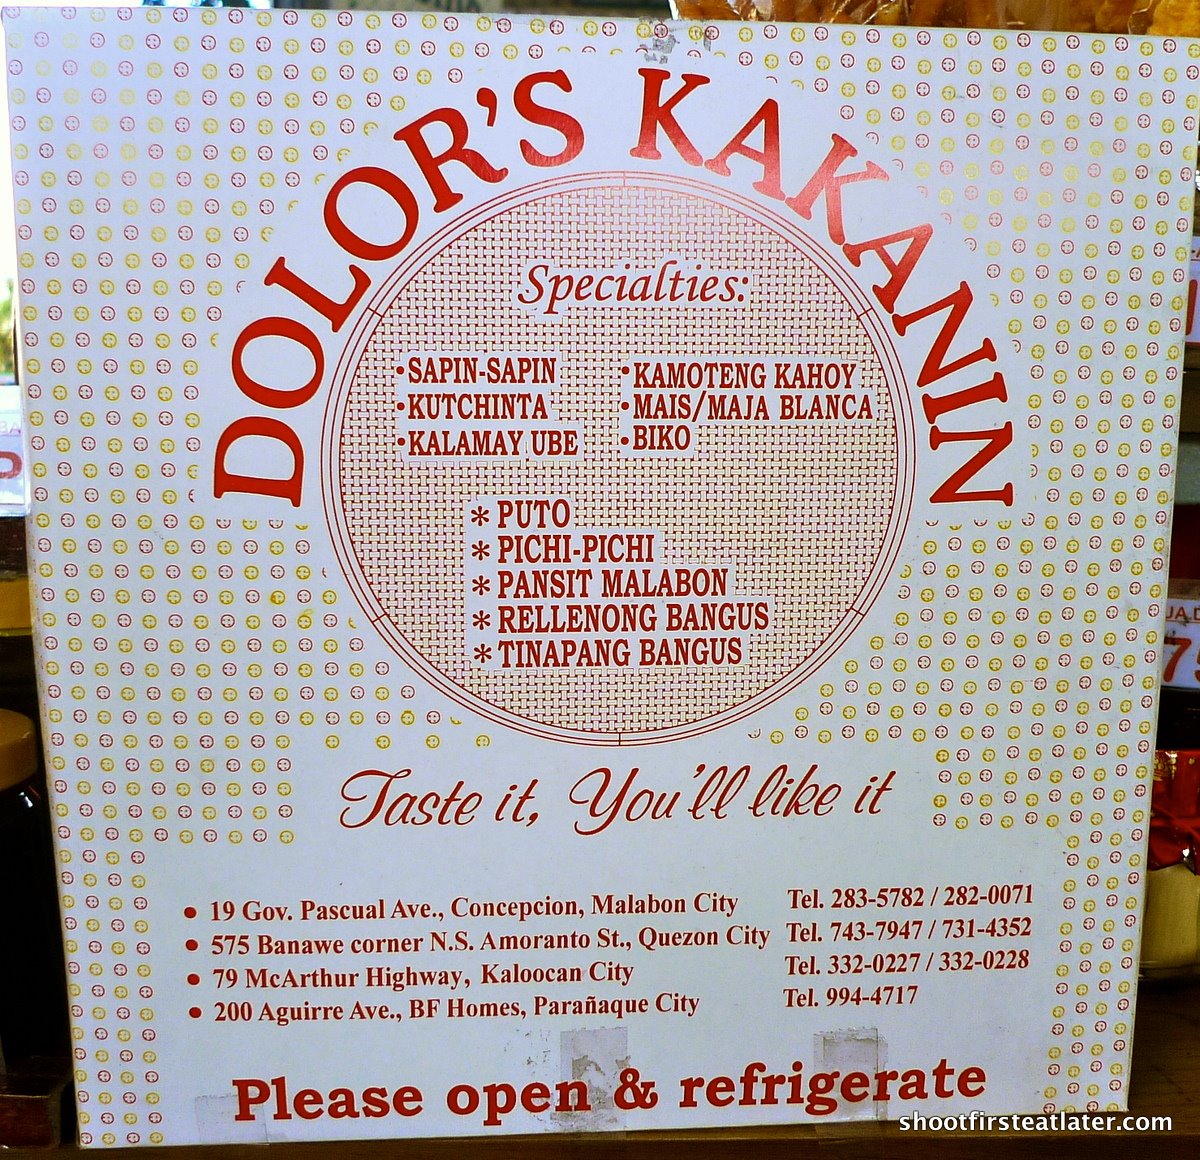 DOLOR'S KAKANIN
Specialties:
•SAPIN-SAPIN
•KUTCHINTA
•KALAMAY UBE
•KAMOTENG KAHOY
•MAIS/MAJA BLANCA
•BIKO
* PUTO
* PICHI-PICHI
* PANSIT MALABON
* RELLENONG BANGUS
* TINAPANG BANGUS
Taste it, You'll like it
• 19 Gov. Pascual Ave., Concepcion, Malabon City Tel. 283-5782 / 282-0071
• 575 Banawe corner N.S. Amoranto St., Quezon City Tel. 743-7947 / 731-4352
• 79 McArthur Highway, Kaloocan City Tel. 332-0227 / 332-0228
• 200 Aguirre Ave., BF Homes, Parañaque City Tel. 994-4717
Please open & refrigerate
shootfirsteatlater.com